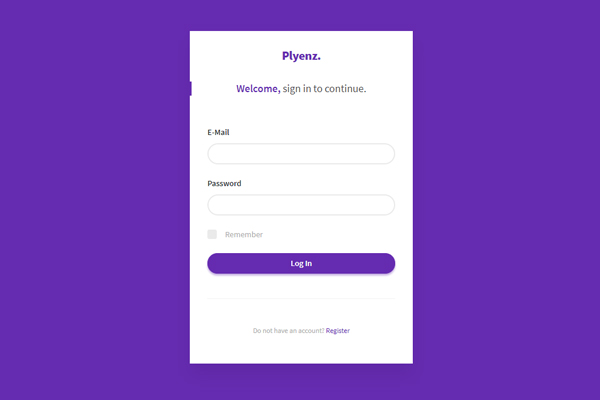 Plyenz.
Welcome, sign in to continue.
E-Mail
Password
Remember
Log In
Do not have an account? Register